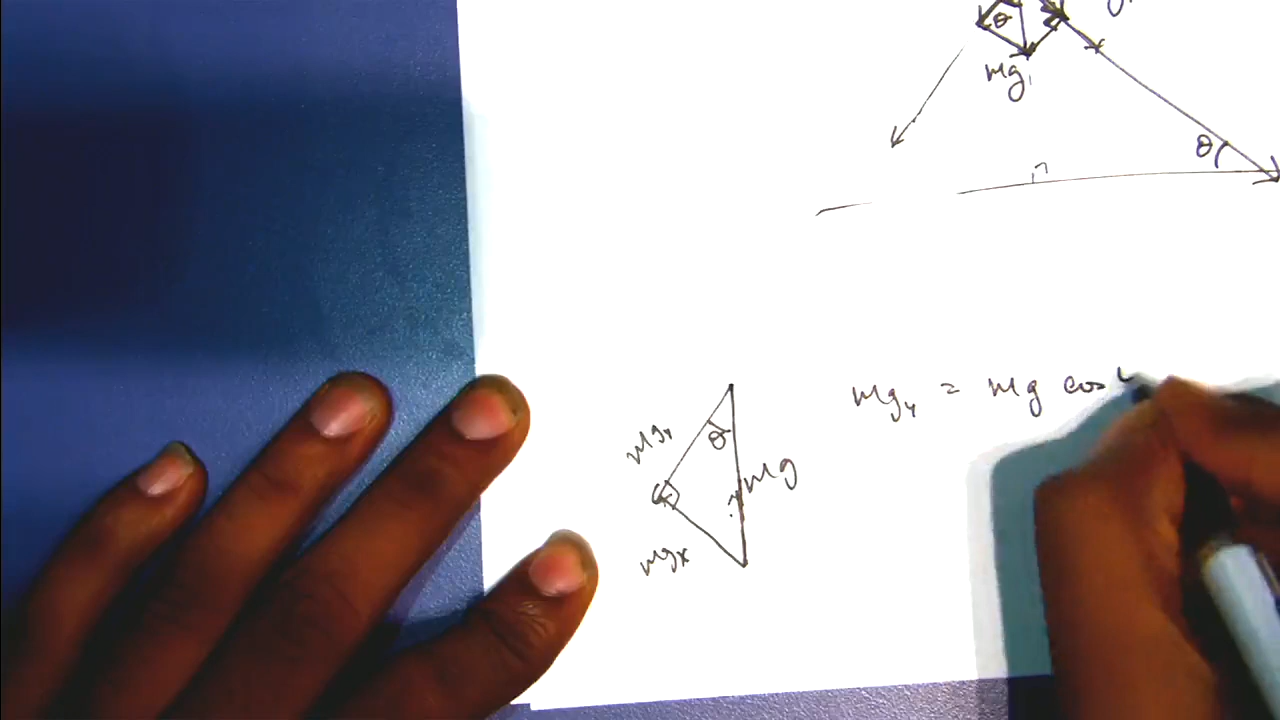 θ
mg
θ
mgy = mg cos
mgy
θ
mg
mgx